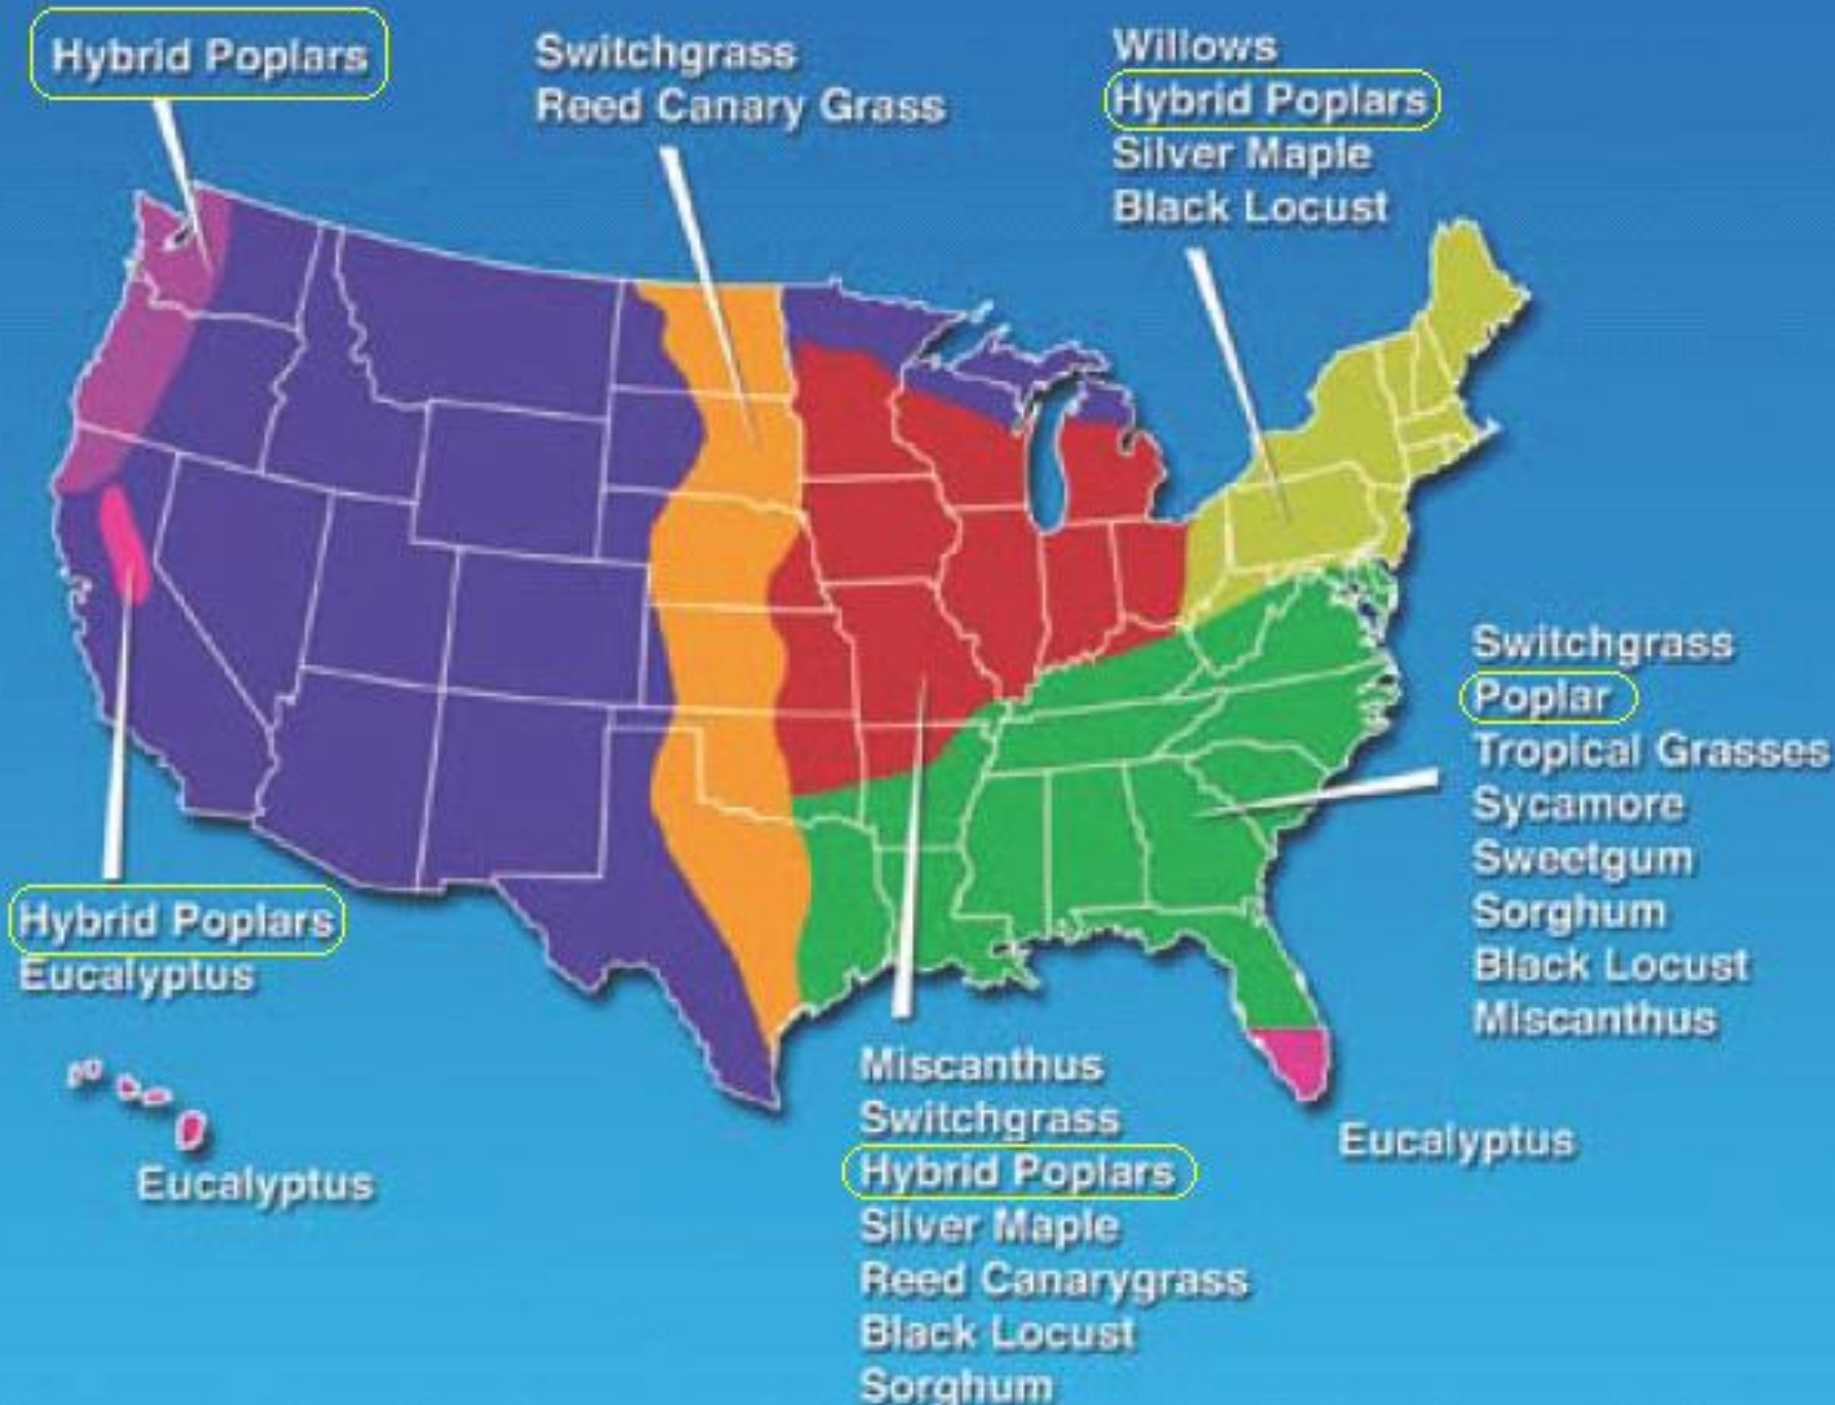 Hybrid Poplars
Switchgrass
Reed Canary Grass
Willows
Hybrid Poplars
Silver Maple
Black Locust
Switchgrass
Poplar
Tropical Grasses
Sycamore
Sweetgum
Sorghum
Black Locust
Miscanthus
Hybrid Poplars
Eucalyptus
Eucalyptus
Miscanthus
Switchgrass
Hybrid Poplars
Silver Maple
Reed Canarygrass
Black Locust
Sorghum
Eucalyptus